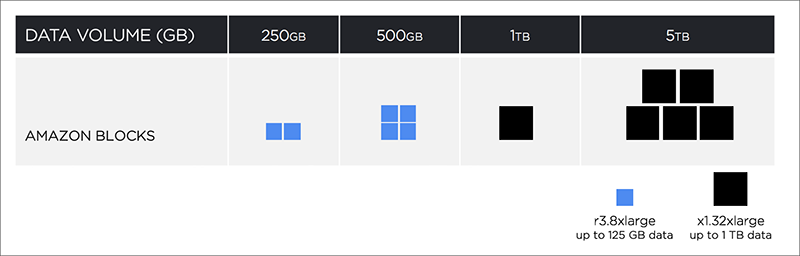 DATA VOLUME (GB) 250GB 500GB 1TB 5TB
AMAZON BLOCKS
r3.8xlarge x1.32xlarge
up to 125 GB data up to 1 TB data